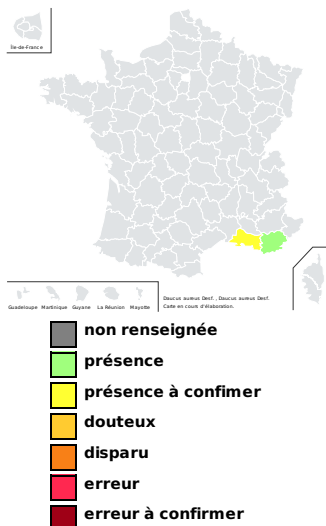 Île-de-France
Guadeloupe Martinique Guyane La Réunion Mayotte
Daucus aureus Desf. , Daucus aureus Desf.
Carte en cours d'élaboration.
non renseignée
présence
présence à confimer
douteux
disparu
erreur
erreur à confirmer